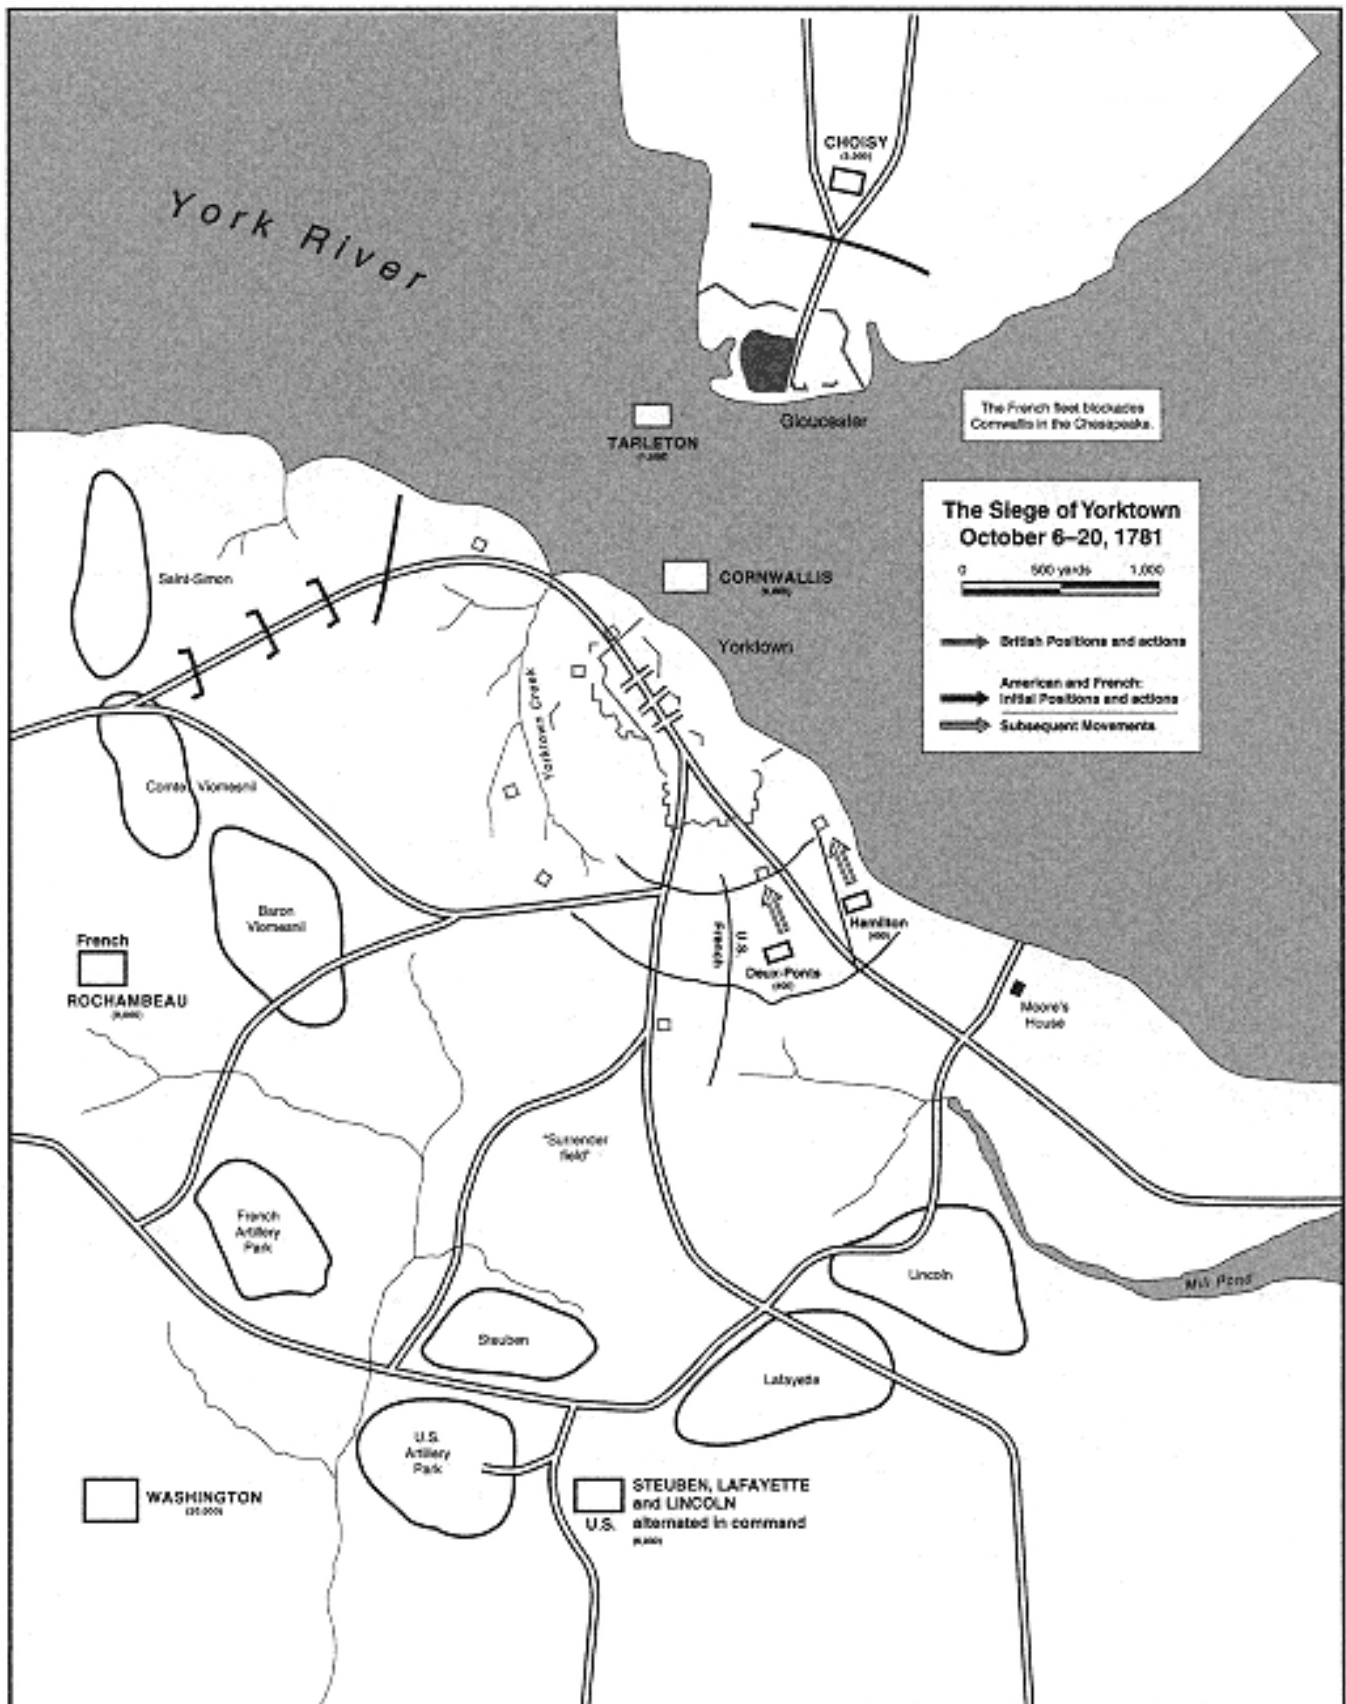 CHOISY
York River
Gloucester
The French fleet blockades
Cornwallis in the Chesapeake.
TARLETON
The Siege of Yorktown
October 6–20, 1781
0 500 yards 1,000
British Positions and actions
American and French:
Initial Positions and actions
Subsequent Movements
CORNWALLIS
Yorktown
Saint-Simon
Yorktown Creek
Comte Viomesnil
Baron
Viomesnil
French
ROCHAMBEAU
U.S.
French
Hamilton
(400)
Deux-Ponts
(400)
Moore's
House
"Surrender
field"
French
Artillery
Park
Lincoln
Mill Pond
Steuben
Lafayette
U.S.
Artillery
Park
WASHINGTON
U.S.
STEUBEN, LAFAYETTE
and LINCOLN
alternated in command